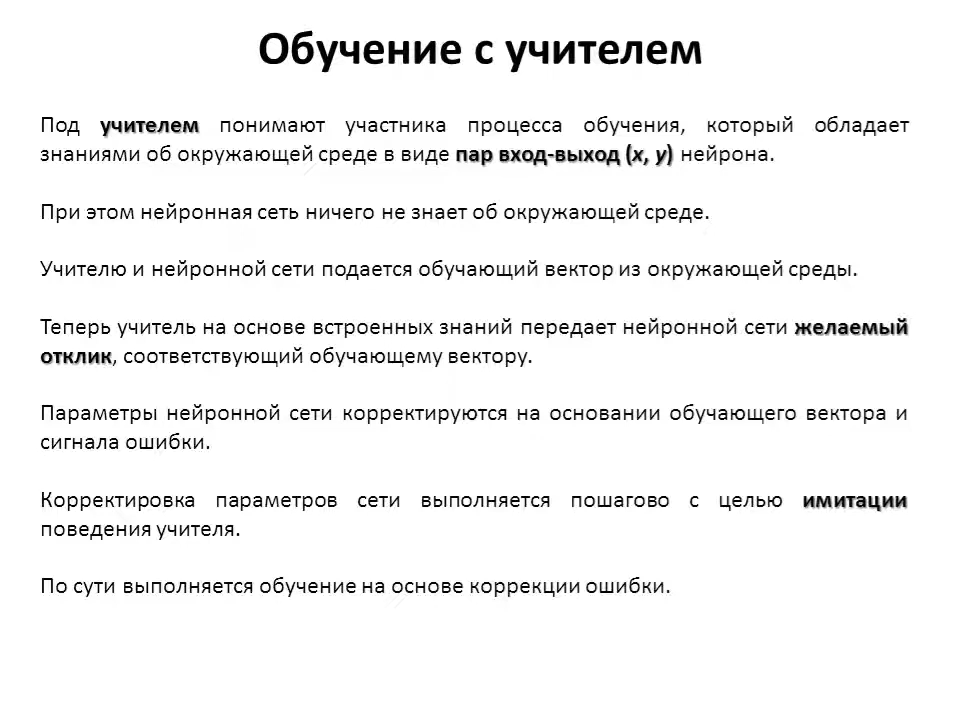 Обучение с учителем
Под учителем понимают участника процесса обучения, который обладает
знаниями об окружающей среде в виде пар вход-выход (x, y) нейрона.
При этом нейронная сеть ничего не знает об окружающей среде.
Учителю и нейронной сети подается обучающий вектор из окружающей среды.
Теперь учитель на основе встроенных знаний передает нейронной сети желаемый
отклик, соответствующий обучающему вектору.
Параметры нейронной сети корректируются на основании обучающего вектора и
сигнала ошибки.
Корректировка параметров сети выполняется пошагово с целью имитации
поведения учителя.
По сути выполняется обучение на основе коррекции ошибки.